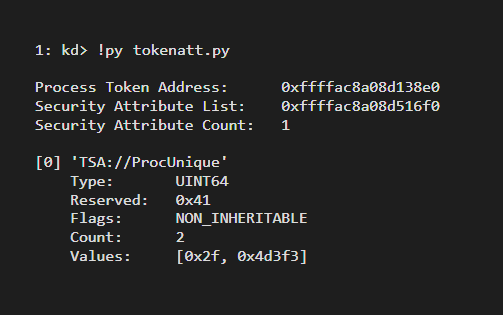 1: kd> !py tokenatt.py
Process Token Address: 0xffffac8a08d138e0
Security Attribute List: 0xffffac8a08d516f0
Security Attribute Count: 1
[0] 'TSA://ProcUnique'
Type: UINT64
Reserved: 0x41
Flags: NON_INHERITABLE
Count: 2
Values: [0x2f, 0x4d3f3]